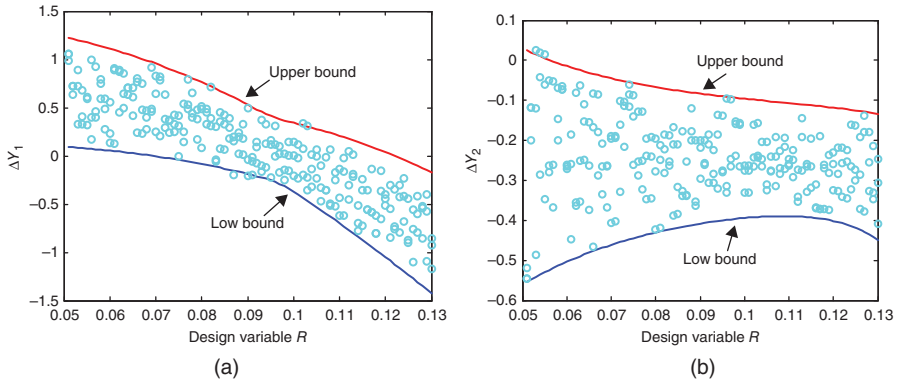 1.5
1
0.5
0
−0.5
−1
−1.5
ΔY1
Upper bound
Low bound
0.05 0.06 0.07 0.08 0.09 0.1 0.11 0.12 0.13
Design variable R
(a)
0.1
0
−0.1
−0.2
−0.3
−0.4
−0.5
−0.6
ΔY2
Upper bound
Low bound
0.05 0.06 0.07 0.08 0.09 0.1 0.11 0.12 0.13
Design variable R
(b)